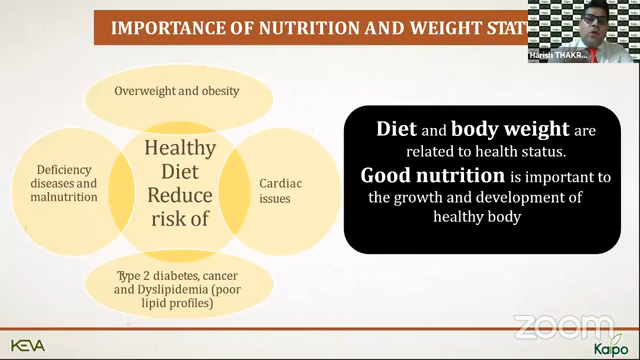 IMPORTANCE OF NUTRITION AND WEIGHT STAT
Harish THAKR...
Overweight and obesity
Healthy
Diet
Reduce
risk of
Deficiency
diseases and
malnutrition
Cardiac
issues
Type 2 diabetes, cancer
and Dyslipidemia (poor
lipid profiles)
Diet and body weight are
related to health status.
Good nutrition is important to
the growth and development of
healthy body
zoom
KEVA
Kaipo